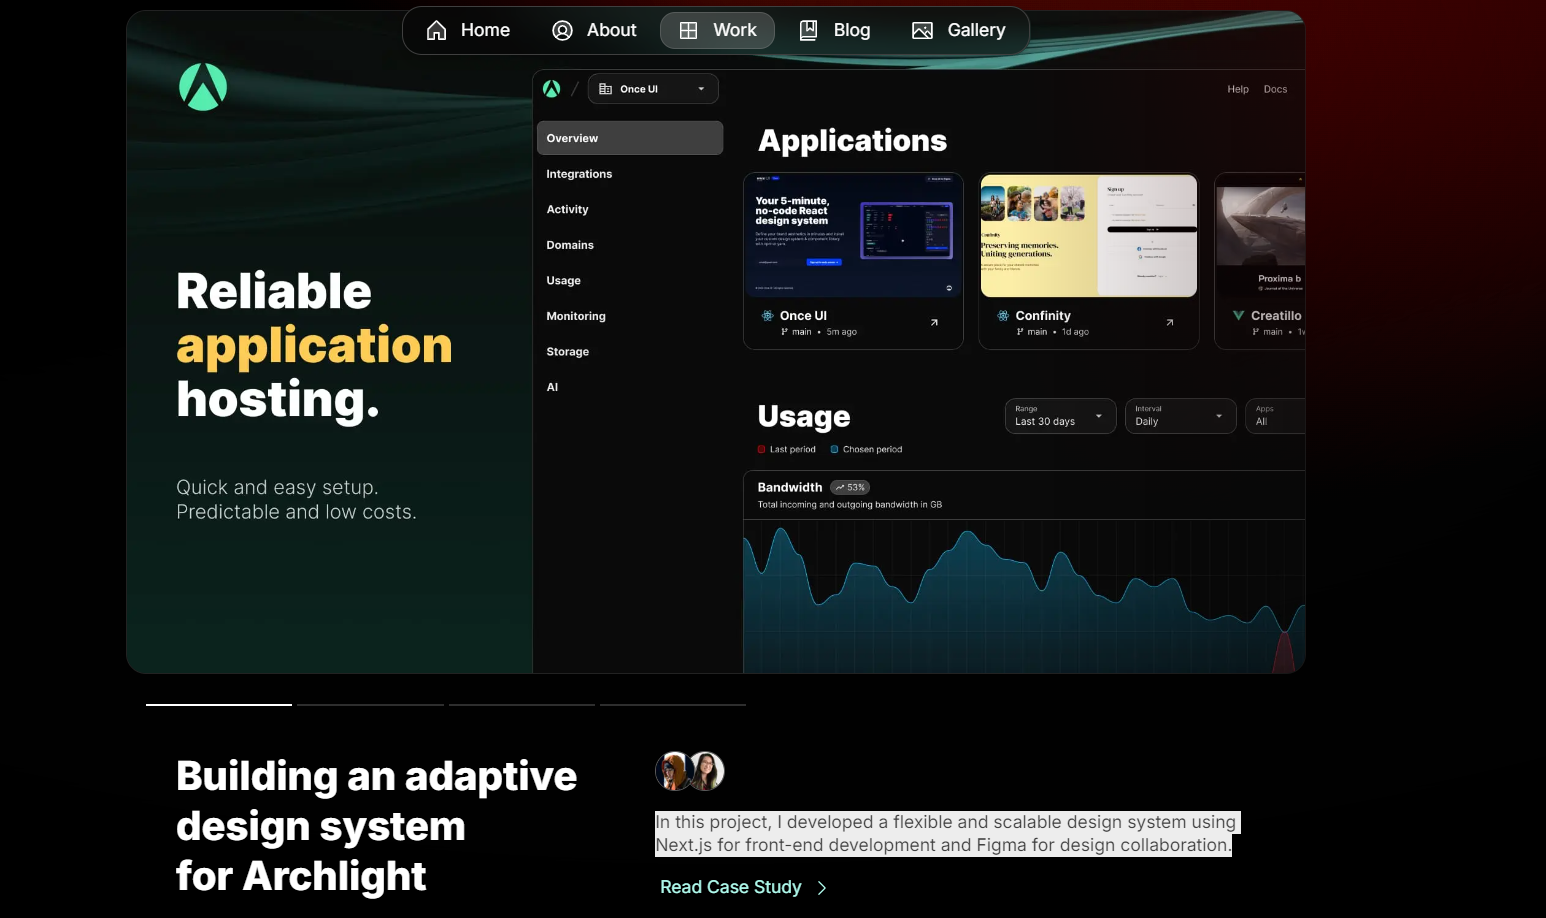 Home About Work Blog Gallery
Once UI
Help Docs
Overview
Integrations
Activity
Domains
Usage
Monitoring
Storage
AI
Reliable
application
hosting.
Quick and easy setup.
Predictable and low costs.
Applications
Your 5-minute,
no-code React
design system
Once UI
main • 5m ago
Sign up
Preserving memories.
Uniting generations.
Confinity
main • 1d ago
Proxima b
Creatillo
main
Usage
Range
Last 30 days
Interval
Daily
Apps
All
Last period Chosen period
Bandwidth 53%
Total incoming and outgoing bandwidth in GB
Building an adaptive
design system
for Archlight
In this project, I developed a flexible and scalable design system using
Next.js for front-end development and Figma for design collaboration.
Read Case Study